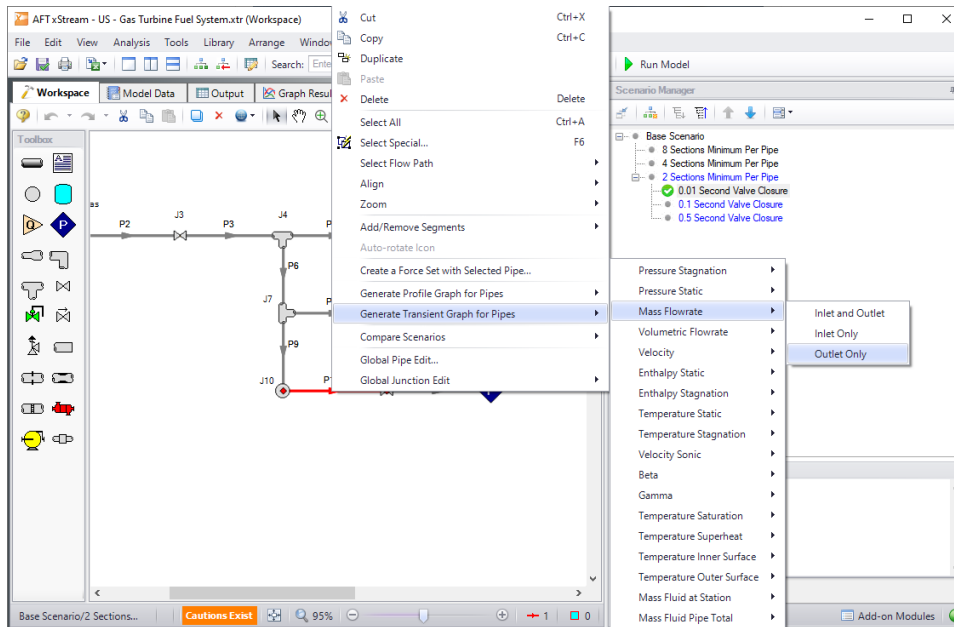 AFT xStream - US - Gas Turbine Fuel System.xtr (Workspace)
File Edit View Analysis Tools Library Arrange Window
Search: Ente
Run Model
Workspace Model Data Output Graph Resul
Toolbox
as
P2
J3
P3
J4
P
P6
J7
P
P9
J10
P1
Cut Ctrl+X
Copy Ctrl+C
Duplicate
Paste
Delete Delete
Select All Ctrl+A
Select Special... F6
Select Flow Path
Align
Zoom
Add/Remove Segments
Auto-rotate Icon
Create a Force Set with Selected Pipe...
Generate Profile Graph for Pipes
Generate Transient Graph for Pipes
Compare Scenarios
Global Pipe Edit...
Global Junction Edit
Pressure Stagnation
Pressure Static
Mass Flowrate
Volumetric Flowrate
Velocity
Enthalpy Static
Enthalpy Stagnation
Temperature Static
Temperature Stagnation
Velocity Sonic
Beta
Gamma
Temperature Saturation
Temperature Superheat
Temperature Inner Surface
Temperature Outer Surface
Mass Fluid at Station
Mass Fluid Pipe Total
Inlet and Outlet
Inlet Only
Outlet Only
Scenario Manager
Base Scenario
8 Sections Minimum Per Pipe
4 Sections Minimum Per Pipe
2 Sections Minimum Per Pipe
0.01 Second Valve Closure
0.1 Second Valve Closure
0.5 Second Valve Closure
Base Scenario/2 Sections... Cautions Exist 95% 1 0 Add-on Modules